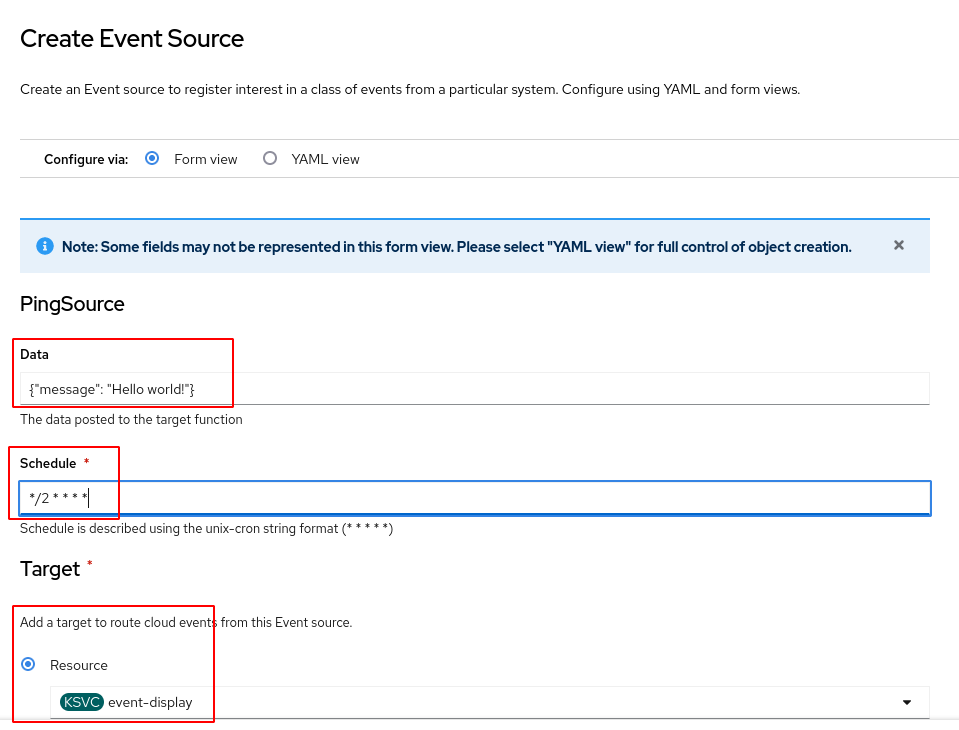 Create Event Source
Create an Event source to register interest in a class of events from a particular system. Configure using YAML and form views.
Configure via: Form view YAML view
Note: Some fields may not be represented in this form view. Please select "YAML view" for full control of object creation.
PingSource
Data
{"message": "Hello world!"}
The data posted to the target function
Schedule *
*/2 * * * *
Schedule is described using the unix-cron string format (* * * * *)
Target *
Add a target to route cloud events from this Event source.
Resource
KSVC event-display